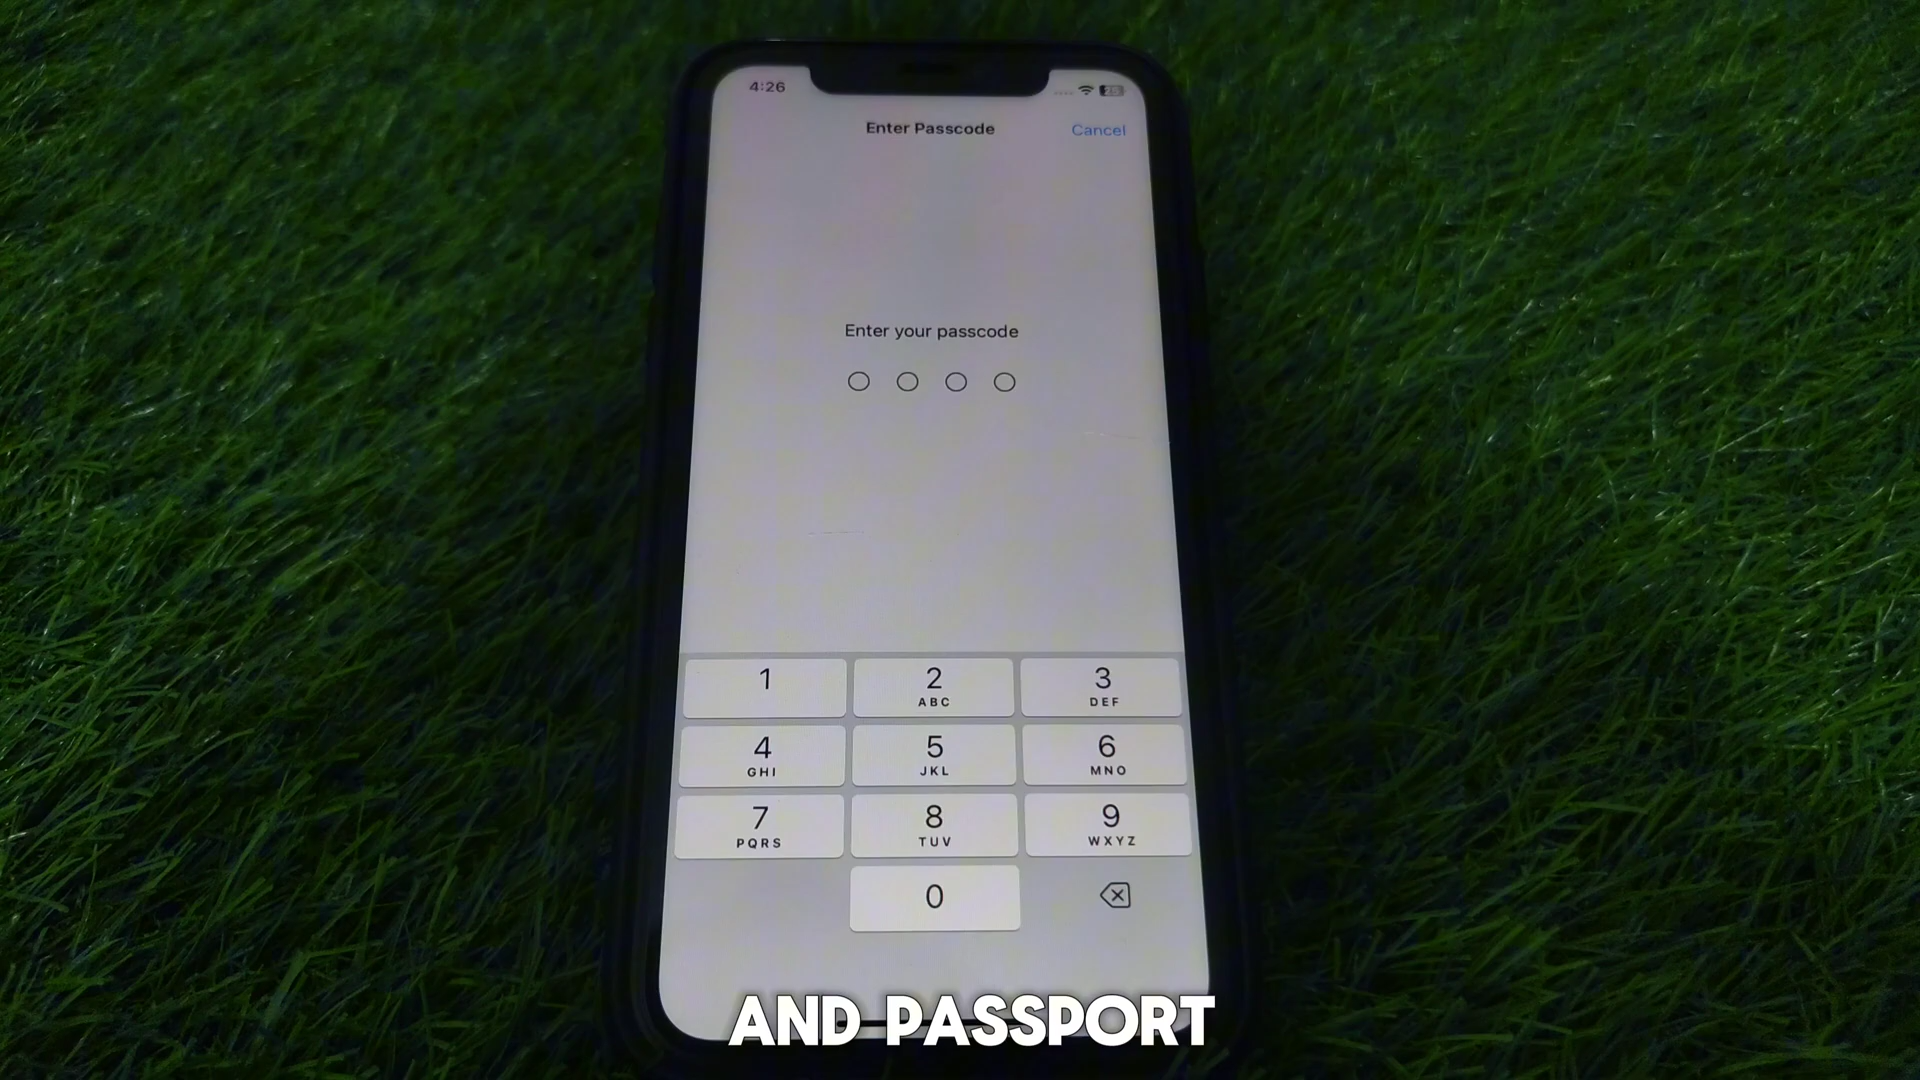 4:26
25
Enter Passcode
Cancel
Enter your passcode
1
2
ABC
3
DEF
4
GHI
5
JKL
6
MNO
7
PQRS
8
TUV
9
WXYZ
0
AND PASSPORT